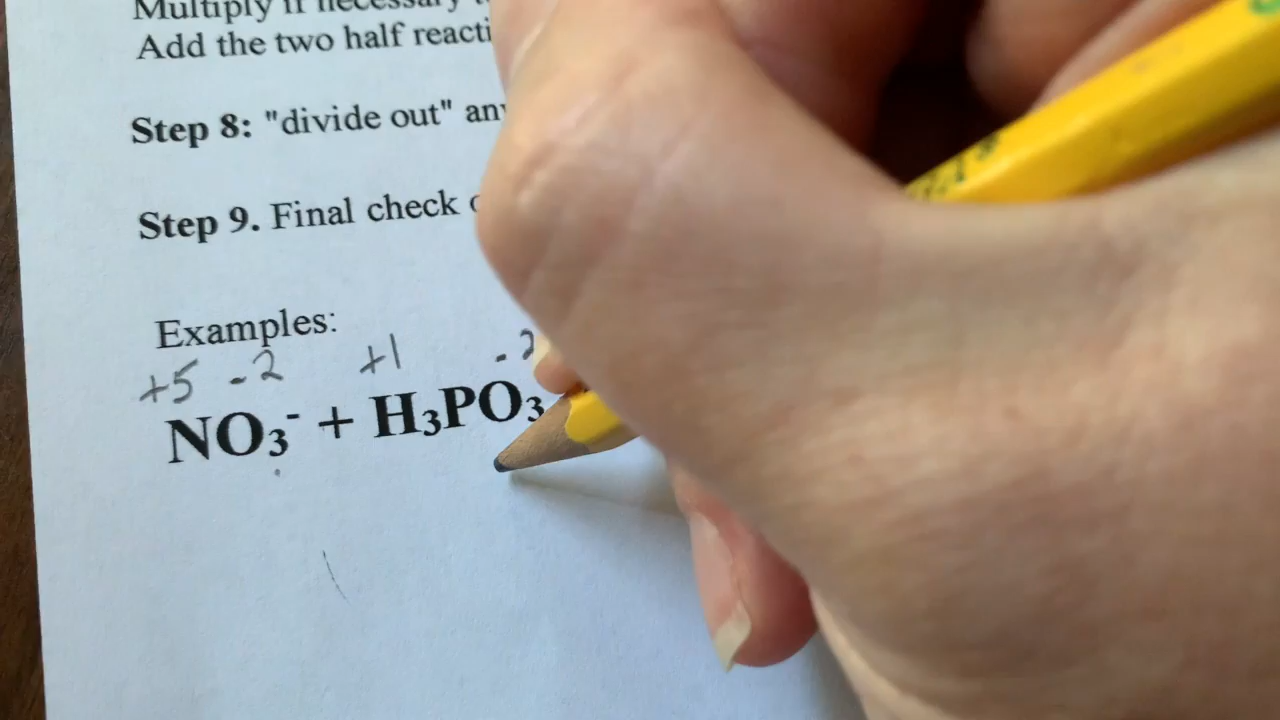 Multiply if necessary
Add the two half reacti
Step 8: "divide out" an
Step 9. Final check
Examples:
+5 -2 +1 -2
NO₃⁻ + H₃PO₃